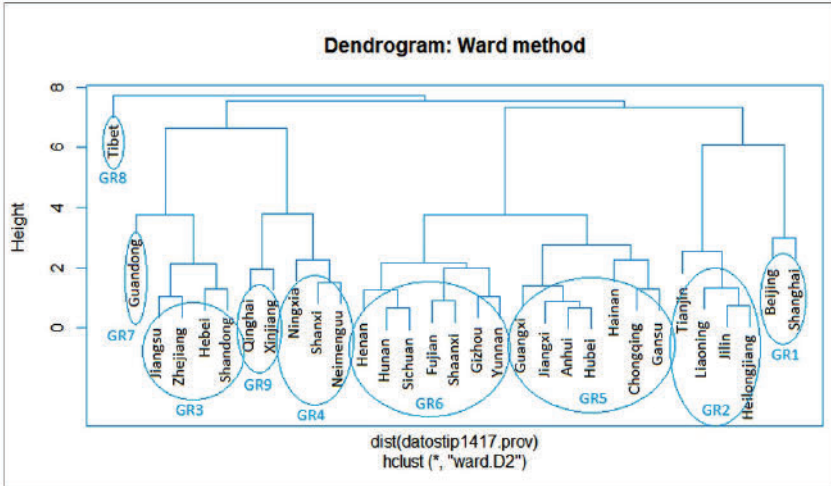 Dendrogram: Ward method
Height
8
6
4
2
0
Tibet
GR8
Guandong
GR7
Jiangsu
Zhejiang
Hebei
Shandong
GR3
Qinghai
Xinjiang
GR9
Ningxia
Shanxi
Neimenguu
GR4
Henan
Hunan
Sichuan
Fujian
Shaanxi
Gizhou
Yunnan
GR6
Guangxi
Jiangxi
Anhui
Hubei
Hainan
Chongqing
Gansu
GR5
Tianjin
Liaoning
Jilin
Heilongjiang
GR2
Beijing
Shanghai
GR1
dist(datostip1417.prov)
hclust (*, "ward.D2")